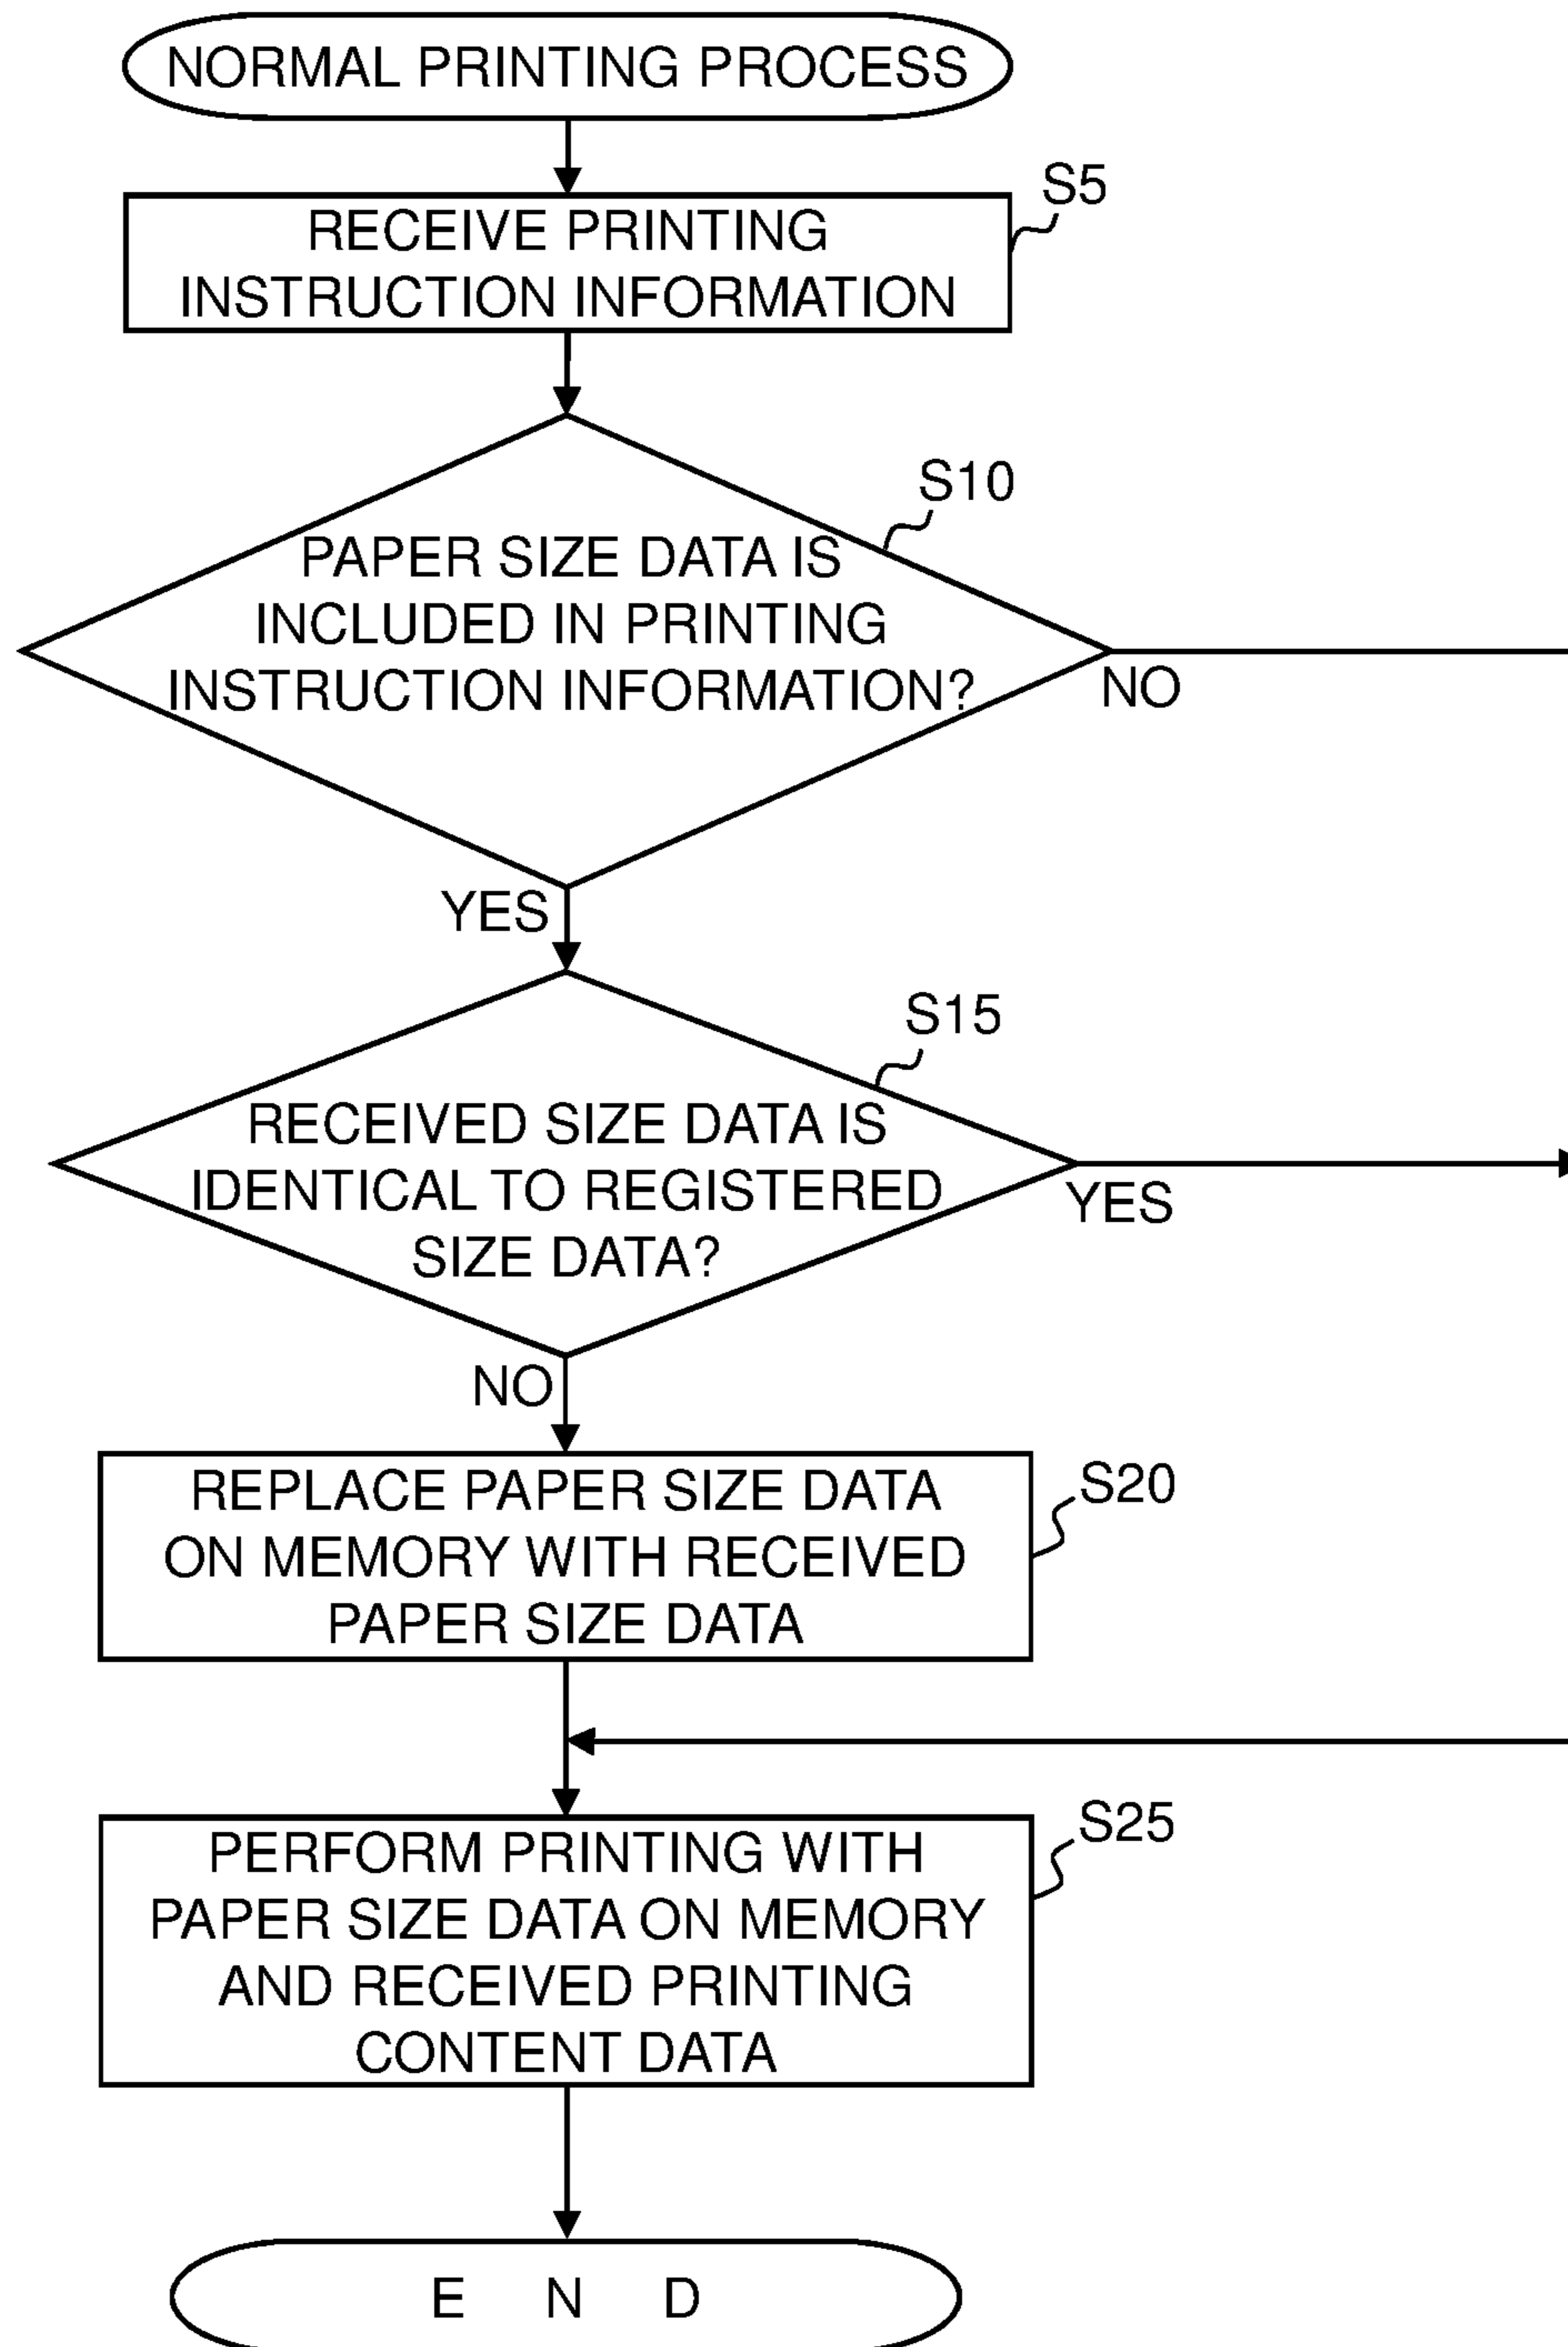 NORMAL PRINTING PROCESS
S5
RECEIVE PRINTING
INSTRUCTION INFORMATION
S10
PAPER SIZE DATA IS
INCLUDED IN PRINTING
INSTRUCTION INFORMATION?
NO
YES
S15
RECEIVED SIZE DATA IS
IDENTICAL TO REGISTERED
SIZE DATA?
YES
NO
S20
REPLACE PAPER SIZE DATA
ON MEMORY WITH RECEIVED
PAPER SIZE DATA
S25
PERFORM PRINTING WITH
PAPER SIZE DATA ON MEMORY
AND RECEIVED PRINTING
CONTENT DATA
E N D